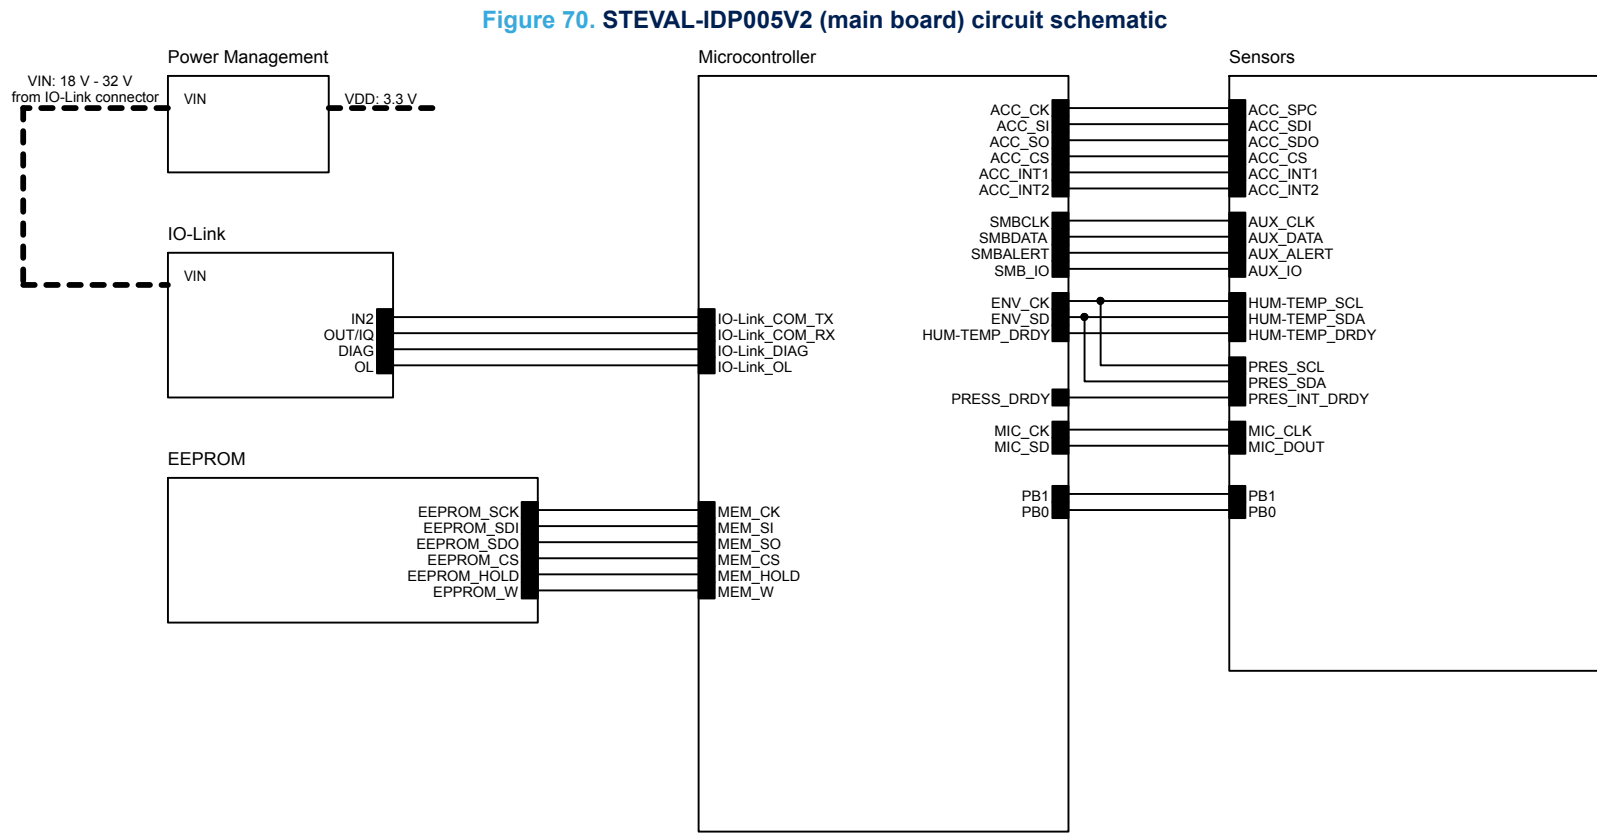 Figure 70. STEVAL-IDP005V2 (main board) circuit schematic
Power Management
VIN: 18 V - 32 V
from IO-Link connector
VIN
VDD: 3.3 V
IO-Link
VIN
IN2
OUT/IQ
DIAG
OL
EEPROM
EEPROM_SCK
EEPROM_SDI
EEPROM_SDO
EEPROM_CS
EEPROM_HOLD
EPPROM_W
Microcontroller
IO-Link_COM_TX
IO-Link_COM_RX
IO-Link_DIAG
IO-Link_OL
MEM_CK
MEM_SI
MEM_SO
MEM_CS
MEM_HOLD
MEM_W
ACC_CK
ACC_SI
ACC_SO
ACC_CS
ACC_INT1
ACC_INT2
SMBCLK
SMBDATA
SMBALERT
SMB_IO
ENV_CK
ENV_SD
HUM-TEMP_DRDY
PRESS_DRDY
MIC_CK
MIC_SD
PB1
PB0
Sensors
ACC_SPC
ACC_SDI
ACC_SDO
ACC_CS
ACC_INT1
ACC_INT2
AUX_CLK
AUX_DATA
AUX_ALERT
AUX_IO
HUM-TEMP_SCL
HUM-TEMP_SDA
HUM-TEMP_DRDY
PRES_SCL
PRES_SDA
PRES_INT_DRDY
MIC_CLK
MIC_DOUT
PB1
PB0